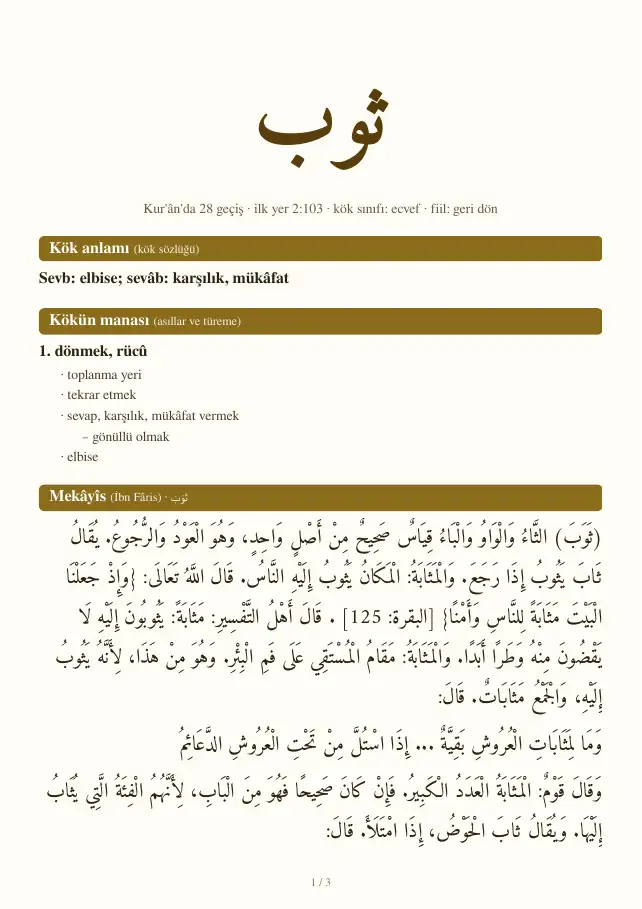 ثوب
Kur'ân'da 28 geçiş · ilk yer 2:103 · kök sınıfı: ecvef · fiil: geri dön
Kök anlamı (kök sözlüğü)
Sevb: elbise; sevâb: karşılık, mükâfat
Kökün manası (asıllar ve türeme)
1. dönmek, rücû
· toplanma yeri
· tekrar etmek
· sevap, karşılık, mükâfat vermek
– gönüllü olmak
· elbise
Mekâyîs (İbn Fâris) · ثَوَبَ
(ثَوَبَ) الثَّاءُ وَالْوَاوُ وَالْبَاءُ قِيَاسٌ صَحِيحٌ مِنْ أَصْلٍ وَاحِدٍ، وَهُوَ الْعَوْدُ وَالرُّجُوعُ. يُقَالُ
ثَابَ يَثُوبُ إِذَا رَجَعَ. وَالْمَثَابَةُ: الْمَكَانُ يَثُوبُ إِلَيْهِ النَّاسُ. قَالَ اللَّهُ تَعَالَى: {وَإِذْ جَعَلْنَا
الْبَيْتَ مَثَابَةً لِلنَّاسِ وَأَمْنًا} [البقرة: 125] . قَالَ أَهْلُ التَّفْسِيرِ: مَثَابَةً: يَثُوبُونَ إِلَيْهِ لَا
يَقْضُونَ مِنْهُ وَطَرًا أَبَدًا. وَالْمَثَابَةُ: مَقَامُ الْمُسْتَقِي عَلَى فَمِ الْبِئْرِ. وَهُوَ مِنْ هَذَا، لِأَنَّهُ يَثُوبُ
إِلَيْهِ، وَالْجَمْعُ مَثَابَاتٌ. قَالَ:
وَمَا لِمَثَابَاتِ الْعُرُوشِ بَقِيَّةٌ ... إِذَا اسْتُلَّ مِنْ تَحْتِ الْعُرُوشِ الدَّعَائِمُ
وَقَالَ قَوْمٌ: الْمَثَابَةُ الْعَدَدُ الْكَبِيرُ. فَإِنْ كَانَ صَحِيحًا فَهُوَ مِنَ الْبَابِ، لِأَنَّهُمُ الْفِئَةُ الَّتِي يُثَابُ
إِلَيْهَا. وَيُقَالُ ثَابَ الْحَوْضُ، إِذَا امْتَلَأَ. قَالَ:
1 / 3